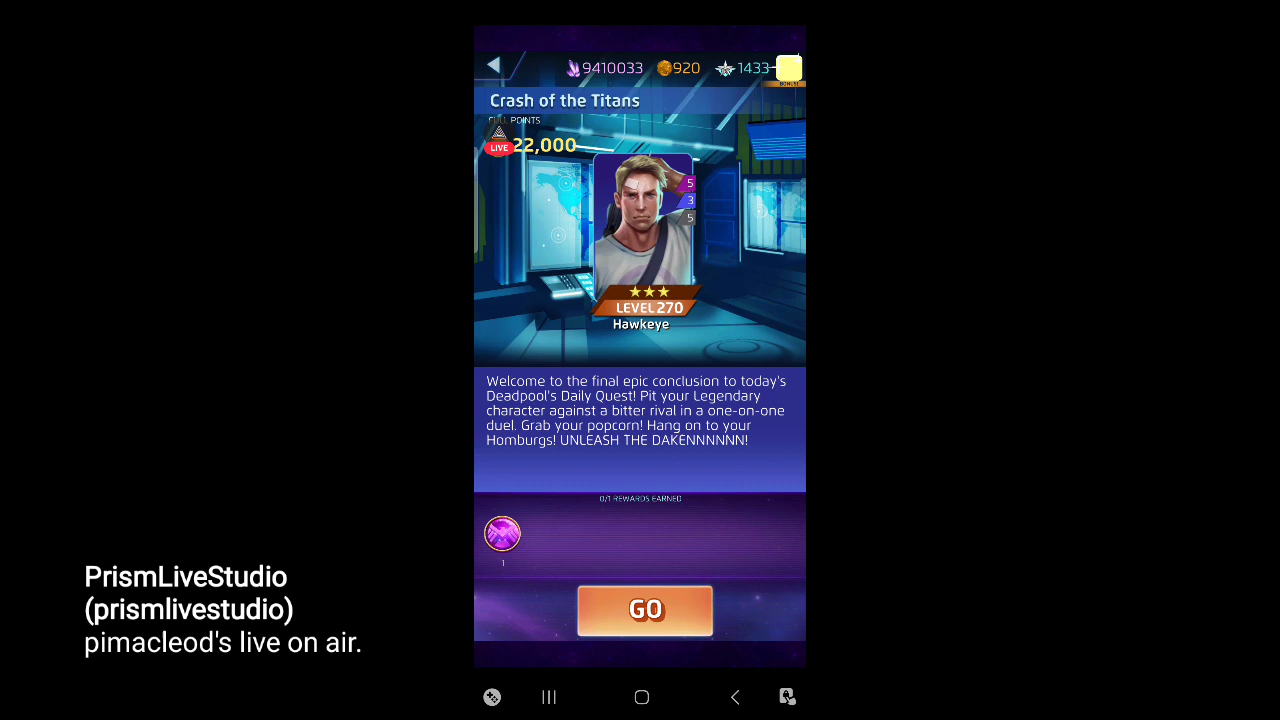 9410033 920 1433
BONUS!
Crash of the Titans
FULL POINTS
LIVE 22,000
5
3
5
LEVEL 270
Hawkeye
Welcome to the final epic conclusion to today's
Deadpool's Daily Quest! Pit your Legendary
character against a bitter rival in a one-on-one
duel. Grab your popcorn! Hang on to your
Homburgs! UNLEASH THE DAKENNNNNN!
0/1 REWARDS EARNED
1
GO
PrismLiveStudio
(prismlivestudio)
pimacleod's live on air.